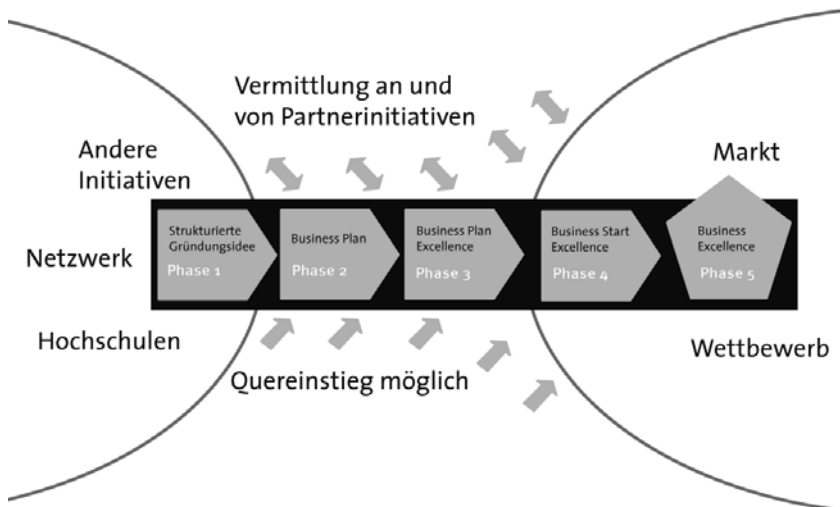 Vermittlung an und
von Partnerinitiativen
Andere
Initiativen
Markt
Strukturierte
Gründungsidee
Phase 1
Business Plan
Phase 2
Business Plan
Excellence
Phase 3
Business Start
Excellence
Phase 4
Business
Excellence
Phase 5
Netzwerk
Hochschulen
Wettbewerb
Quereinstieg möglich